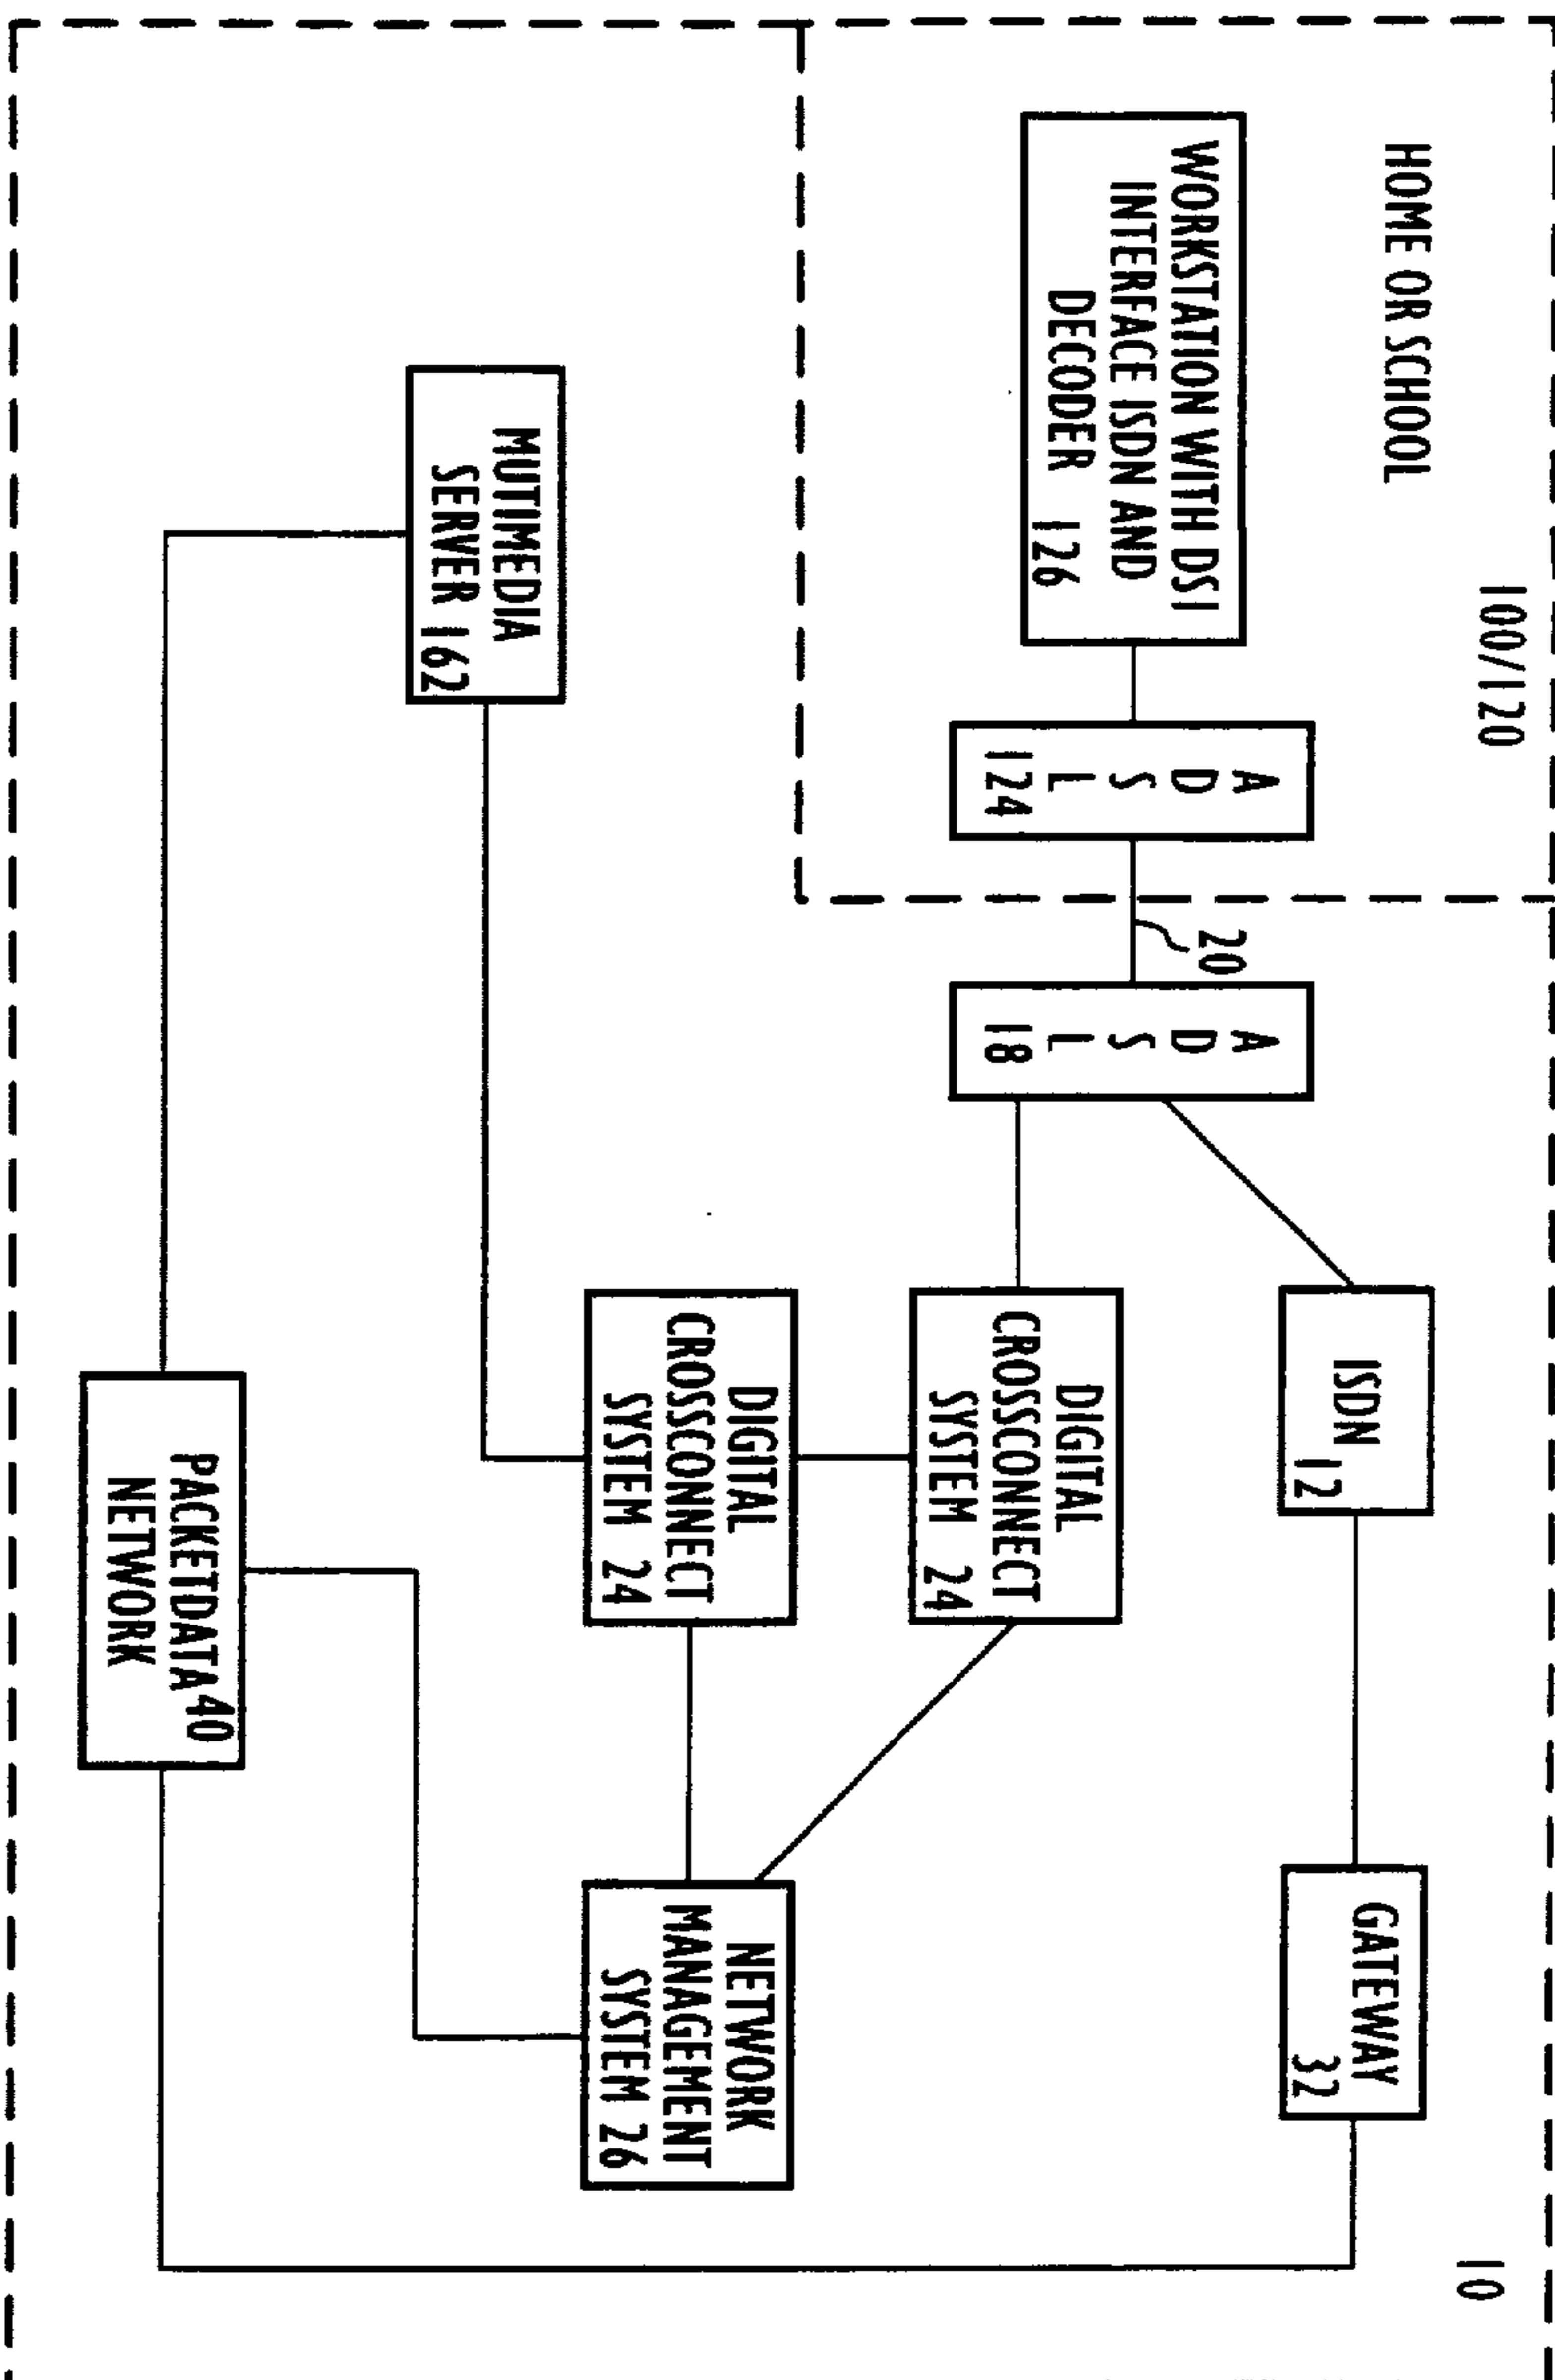 100/120
HOME OR SCHOOL
WORKSTATION WITH DS1
INTERFACE ISDN AND
DECODER 126
A
D
S
L
124
20
A
D
S
L
18
ISDN
12
GATEWAY
32
10
DIGITAL
CROSSCONNECT
SYSTEM 24
DIGITAL
CROSSCONNECT
SYSTEM 24
NETWORK
MANAGEMENT
SYSTEM 26
MUTIMEDIA
SERVER 162
40
PACKETDATA
NETWORK